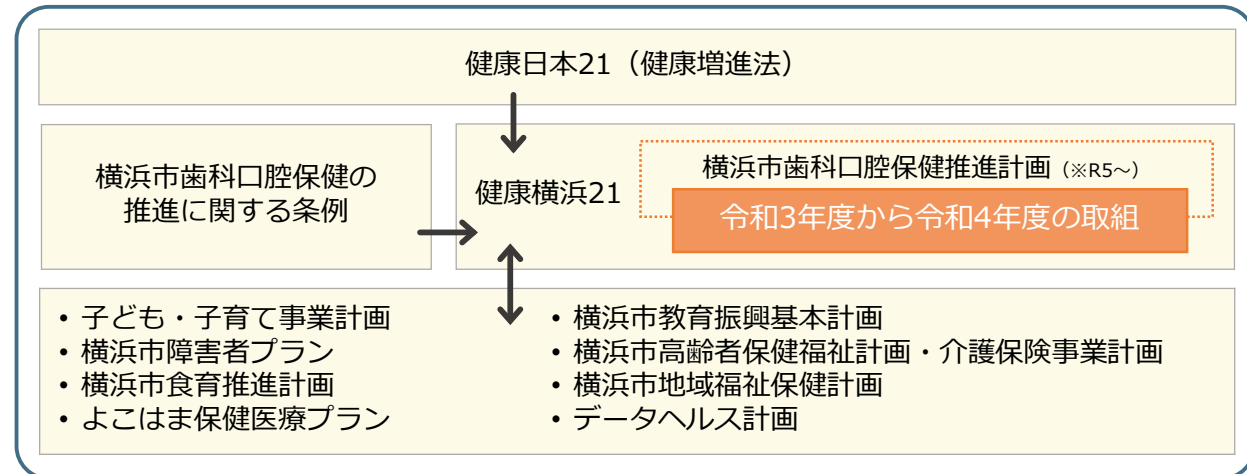 健康日本21（健康増進法）
横浜市歯科口腔保健の
推進に関する条例
健康横浜21
横浜市歯科口腔保健推進計画（※R5～）
令和3年度から令和4年度の取組
• 子ども・子育て事業計画
• 横浜市障害者プラン
• 横浜市食育推進計画
• よこはま保健医療プラン
• 横浜市教育振興基本計画
• 横浜市高齢者保健福祉計画・介護保険事業計画
• 横浜市地域福祉保健計画
• データヘルス計画